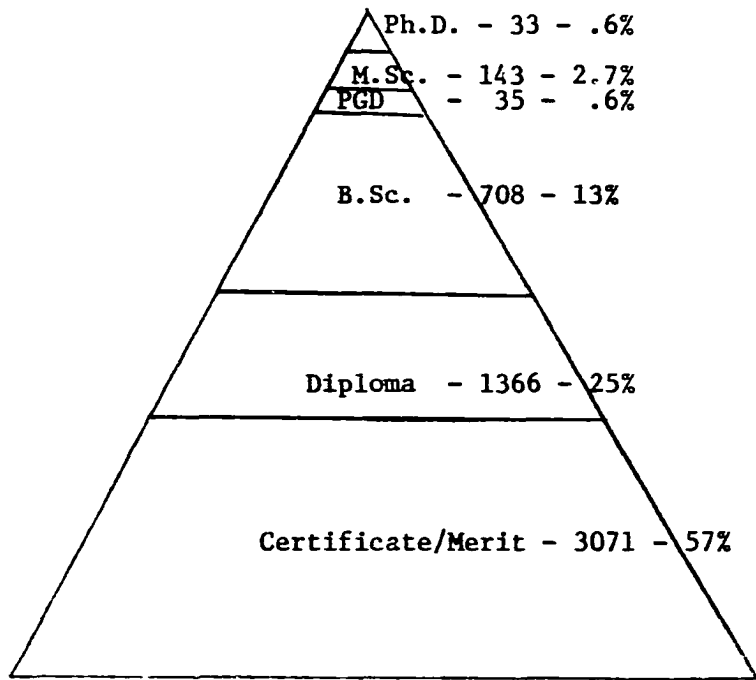 Ph.D. - 33 - .6%
M.Sc. - 143 - 2.7%
PGD - 35 - .6%
B.Sc. - 708 - 13%
Diploma - 1366 - 25%
Certificate/Merit - 3071 - 57%